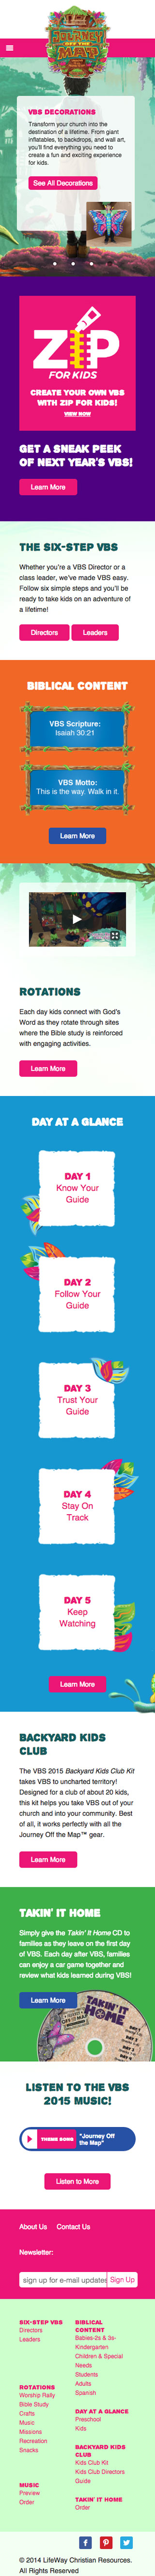 JOURNEY
OFF THE
MAP
VBS DECORATIONS
Transform your church into the
destination of a lifetime. From giant
inflatables, to backdrops, and wall art,
you'll find everything you need to
create a fun and exciting experience
for kids.
See All Decorations
ZIP
FOR KIDS
CREATE YOUR OWN VBS
WITH ZIP FOR KIDS!
VIEW NOW
GET A SNEAK PEEK
OF NEXT YEAR'S VBS!
Learn More
THE SIX-STEP VBS
Whether you're a VBS Director or a
class leader, we've made VBS easy.
Follow six simple steps and you'll be
ready to take kids on an adventure of
a lifetime!
Directors
Leaders
BIBLICAL CONTENT
VBS Scripture:
Isaiah 30:21
VBS Motto:
This is the way. Walk in it.
Learn More
ROTATIONS
Each day kids connect with God's
Word as they rotate through sites
where the Bible study is reinforced
with engaging activities.
Learn More
DAY AT A GLANCE
DAY 1
Know Your
Guide
DAY 2
Follow Your
Guide
DAY 3
Trust Your
Guide
DAY 4
Stay On
Track
DAY 5
Keep
Watching
Learn More
BACKYARD KIDS
CLUB
The VBS 2015 Backyard Kids Club Kit
takes VBS to uncharted territory!
Designed for a club of about 20 kids,
this kit helps you take VBS out of your
church and into your community. Best
of all, it works perfectly with all the
Journey Off the Map™ gear.
Learn More
TAKIN' IT HOME
Simply give the Takin' It Home CD to
families as they leave on the first day
of VBS. Each day after VBS, families
can enjoy a car game together and
review what kids learned during VBS!
Learn More
TAKIN' IT
HOME
LISTEN TO THE VBS
2015 MUSIC!
THEME SONG
"Journey Off
the Map"
Listen to More
About Us
Contact Us
Newsletter:
sign up for e-mail updates
Sign Up
SIX-STEP VBS
Directors
Leaders
ROTATIONS
Worship Rally
Bible Study
Crafts
Music
Missions
Recreation
Snacks
MUSIC
Preview
Order
BIBLICAL
CONTENT
Babies-2s & 3s-
Kindergarten
Children & Special
Needs
Students
Adults
Spanish
DAY AT A GLANCE
Preschool
Kids
BACKYARD KIDS
CLUB
Kids Club Kit
Kids Club Directors
Guide
TAKIN' IT HOME
Order
© 2014 LifeWay Christian Resources.
All Rights Reserved